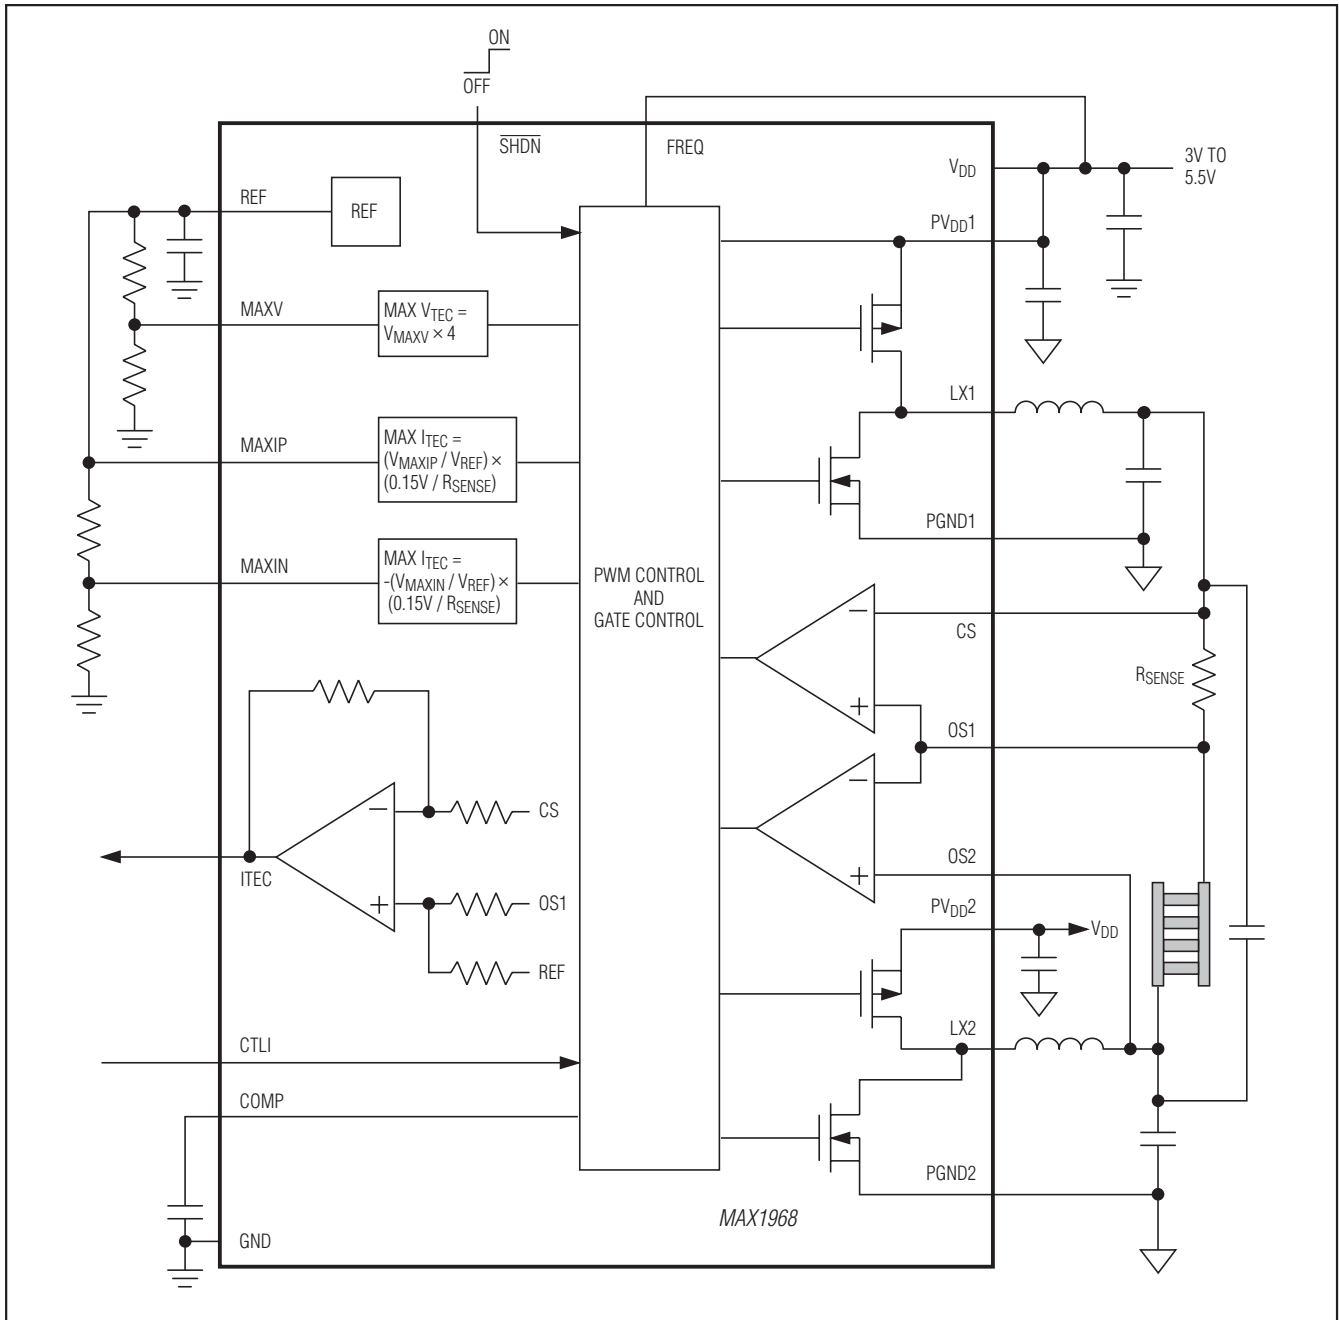 ON
OFF
SHDN
FREQ
VDD
3V TO
5.5V
REF
REF
PVDD1
MAXV
MAX VTEC =
VMAXV × 4
LX1
MAXIP
MAX ITEC =
(VMAXIP / VREF) ×
(0.15V / RSENSE)
PGND1
MAXIN
MAX ITEC =
-(VMAXIN / VREF) ×
(0.15V / RSENSE)
PWM CONTROL
AND
GATE CONTROL
−
CS
RSENSE
+
OS1
−
CS
−
OS2
ITEC
+
OS1
+
PVDD2
VDD
REF
LX2
CTLI
COMP
PGND2
MAX1968
GND